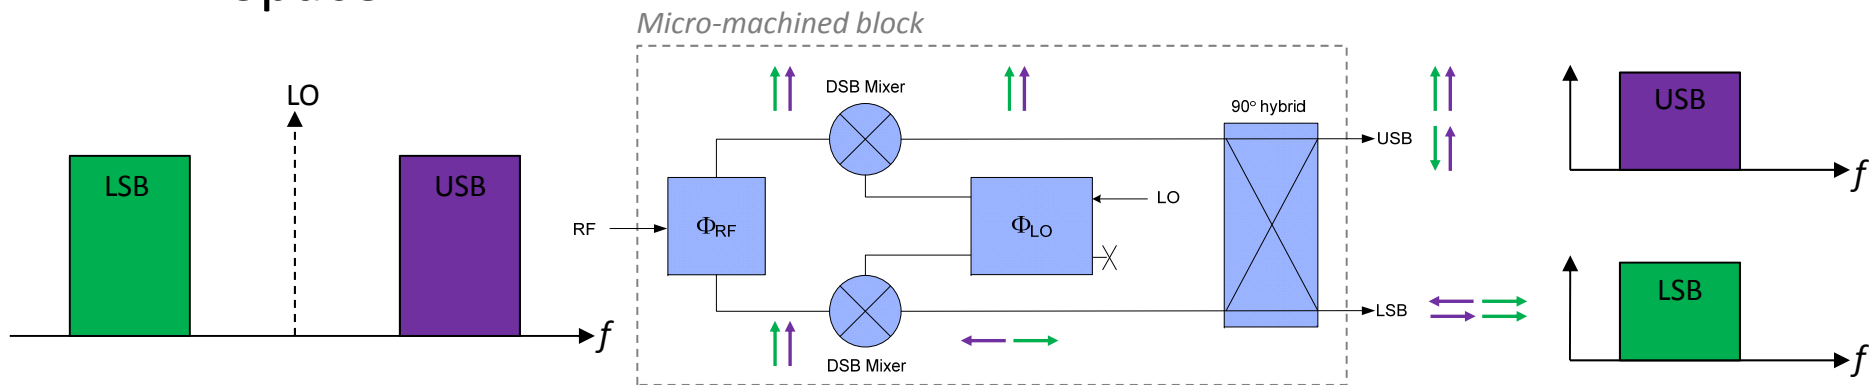 Micro-machined block
LO
LSB
USB
f
RF
ΦRF
DSB Mixer
DSB Mixer
ΦLO
LO
90° hybrid
USB
LSB
USB
f
LSB
f